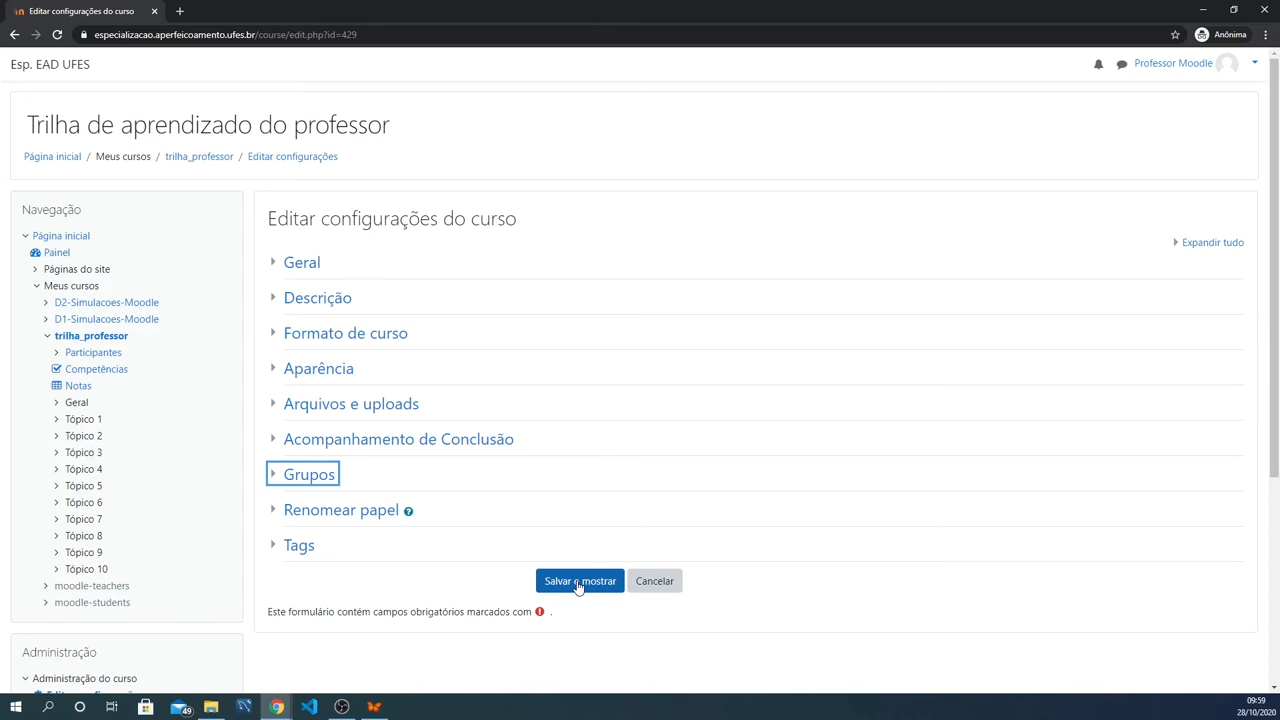 Editar configurações do curso
especializacao.aperfeicoamento.ufes.br/course/edit.php?id=429
Anônima
Esp. EAD UFES
Professor Moodle
Trilha de aprendizado do professor
Página inicial / Meus cursos / trilha_professor / Editar configurações
Navegação
Página inicial
Painel
Páginas do site
Meus cursos
D2-Simulacoes-Moodle
D1-Simulacoes-Moodle
trilha_professor
Participantes
Competências
Notas
Geral
Tópico 1
Tópico 2
Tópico 3
Tópico 4
Tópico 5
Tópico 6
Tópico 7
Tópico 8
Tópico 9
Tópico 10
moodle-teachers
moodle-students
Administração
Administração do curso
Editar configurações do curso
Expandir tudo
Geral
Descrição
Formato de curso
Aparência
Arquivos e uploads
Acompanhamento de Conclusão
Grupos
Renomear papel
Tags
Salvar e mostrar
Cancelar
Este formulário contém campos obrigatórios marcados com .
49
09:59
28/10/2020